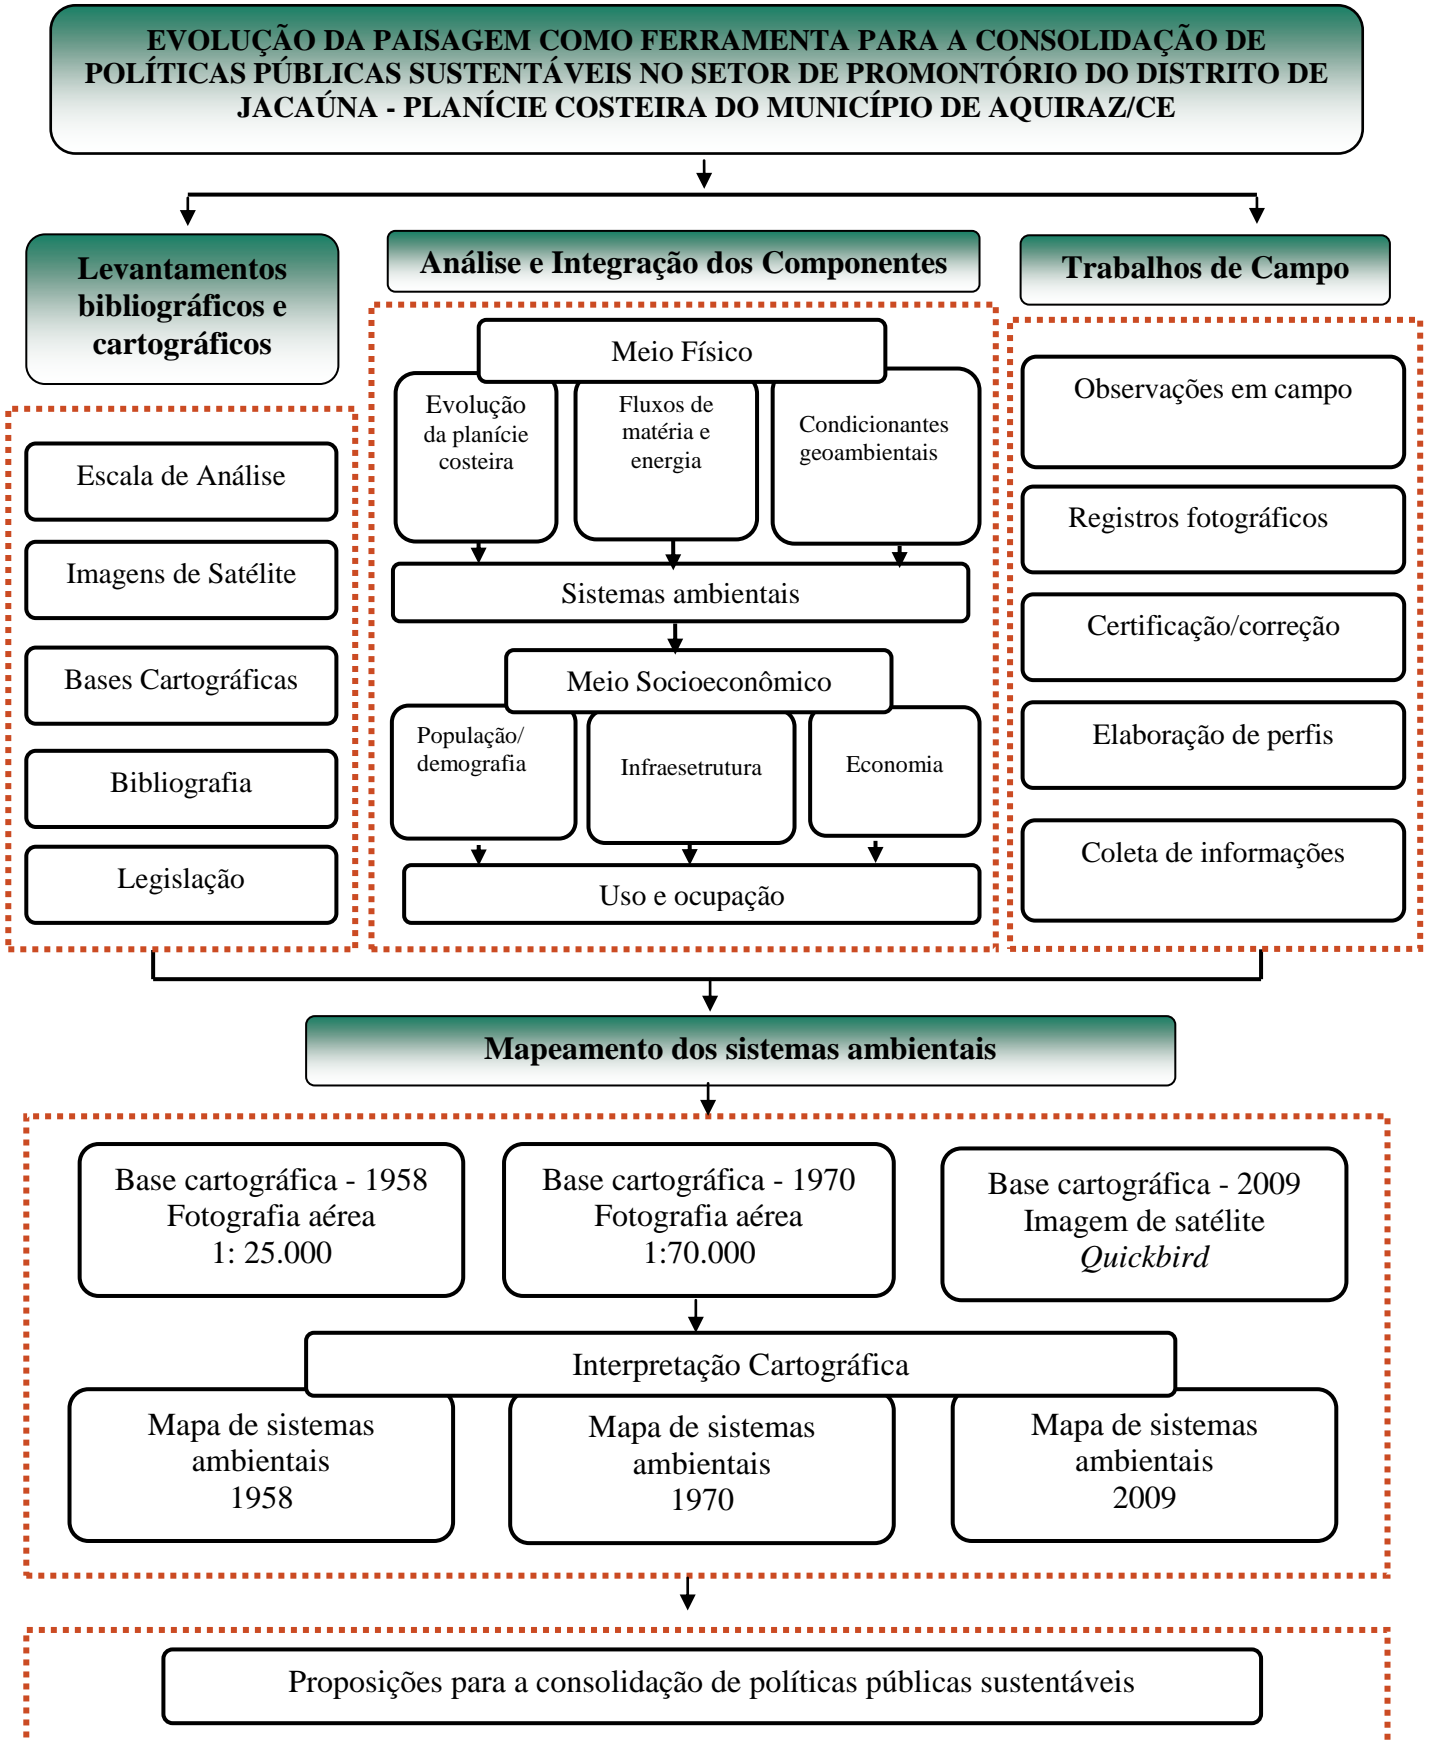 EVOLUÇÃO DA PAISAGEM COMO FERRAMENTA PARA A CONSOLIDAÇÃO DE
POLÍTICAS PÚBLICAS SUSTENTÁVEIS NO SETOR DE PROMONTÓRIO DO DISTRITO DE
JACAÚNA - PLANÍCIE COSTEIRA DO MUNICÍPIO DE AQUIRAZ/CE
Levantamentos
bibliográficos e
cartográficos
Escala de Análise
Imagens de Satélite
Bases Cartográficas
Bibliografia
Legislação
Análise e Integração dos Componentes
Meio Físico
Evolução
da planície
costeira
Fluxos de
matéria e
energia
Condicionantes
geoambientais
Sistemas ambientais
Meio Socioeconômico
População/
demografia
Infraesetrutura
Economia
Uso e ocupação
Trabalhos de Campo
Observações em campo
Registros fotográficos
Certificação/correção
Elaboração de perfis
Coleta de informações
Mapeamento dos sistemas ambientais
Base cartográfica - 1958
Fotografia aérea
1: 25.000
Base cartográfica - 1970
Fotografia aérea
1:70.000
Base cartográfica - 2009
Imagem de satélite
Quickbird
Interpretação Cartográfica
Mapa de sistemas
ambientais
1958
Mapa de sistemas
ambientais
1970
Mapa de sistemas
ambientais
2009
Proposições para a consolidação de políticas públicas sustentáveis